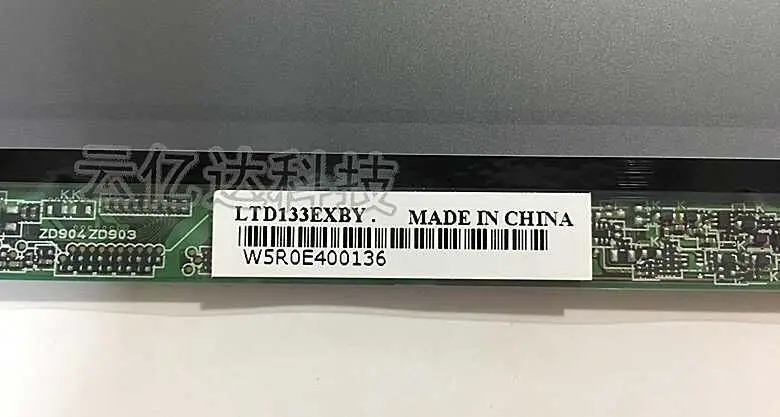 云亿达科技
KK
ZD904 ZD903
LTD133EXBY. MADE IN CHINA
W5R0E400136